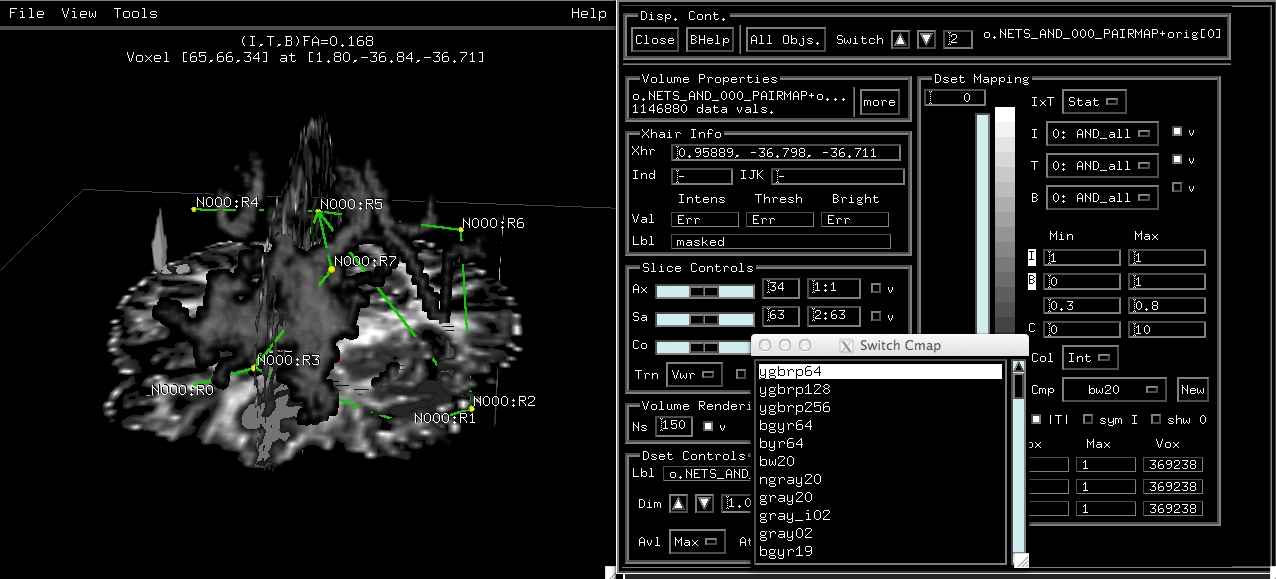 File View Tools Help
(I,T,B)FA=0.168
Voxel [65,66,34] at [1.80,-36.84,-36.71]
N000:R4
N000:R5
N000:R6
N000:R7
N000:R3
N000:R0
N000:R2
N000:R1
Disp. Cont.
Close BHelp All Objs. Switch 2 o.NETS_AND_000_PAIRMAP+orig[0]
Volume Properties
o.NETS_AND_000_PAIRMAP+o...
1146880 data vals.
more
Xhair Info
Xhr 0.95889, -36.798, -36.711
Ind - IJK -
Intens Thresh Bright
Val Err Err Err
Lbl masked
Slice Controls
Ax 34 1:1 v
Sa 63 2:63 v
Co
Trn Vwr
Volume Renderi
Ns 150 v
Dset Controls
Lbl o.NETS_AND_
Dim 1.0
Avl Max At
Dset Mapping
0
IxT Stat
I 0: AND_all v
T 0: AND_all v
B 0: AND_all v
Min Max
I 1 1
B 0 1
0.3 0.8
C 0 10
Col Int
Cmp bw20 New
|T| sym I shw 0
ox Max Vox
1 369238
1 369238
1 369238
Switch Cmap
ygbrp64
ygbrp128
ygbrp256
bgyr64
byr64
bw20
ngray20
gray20
gray_i02
gray02
bgyr19